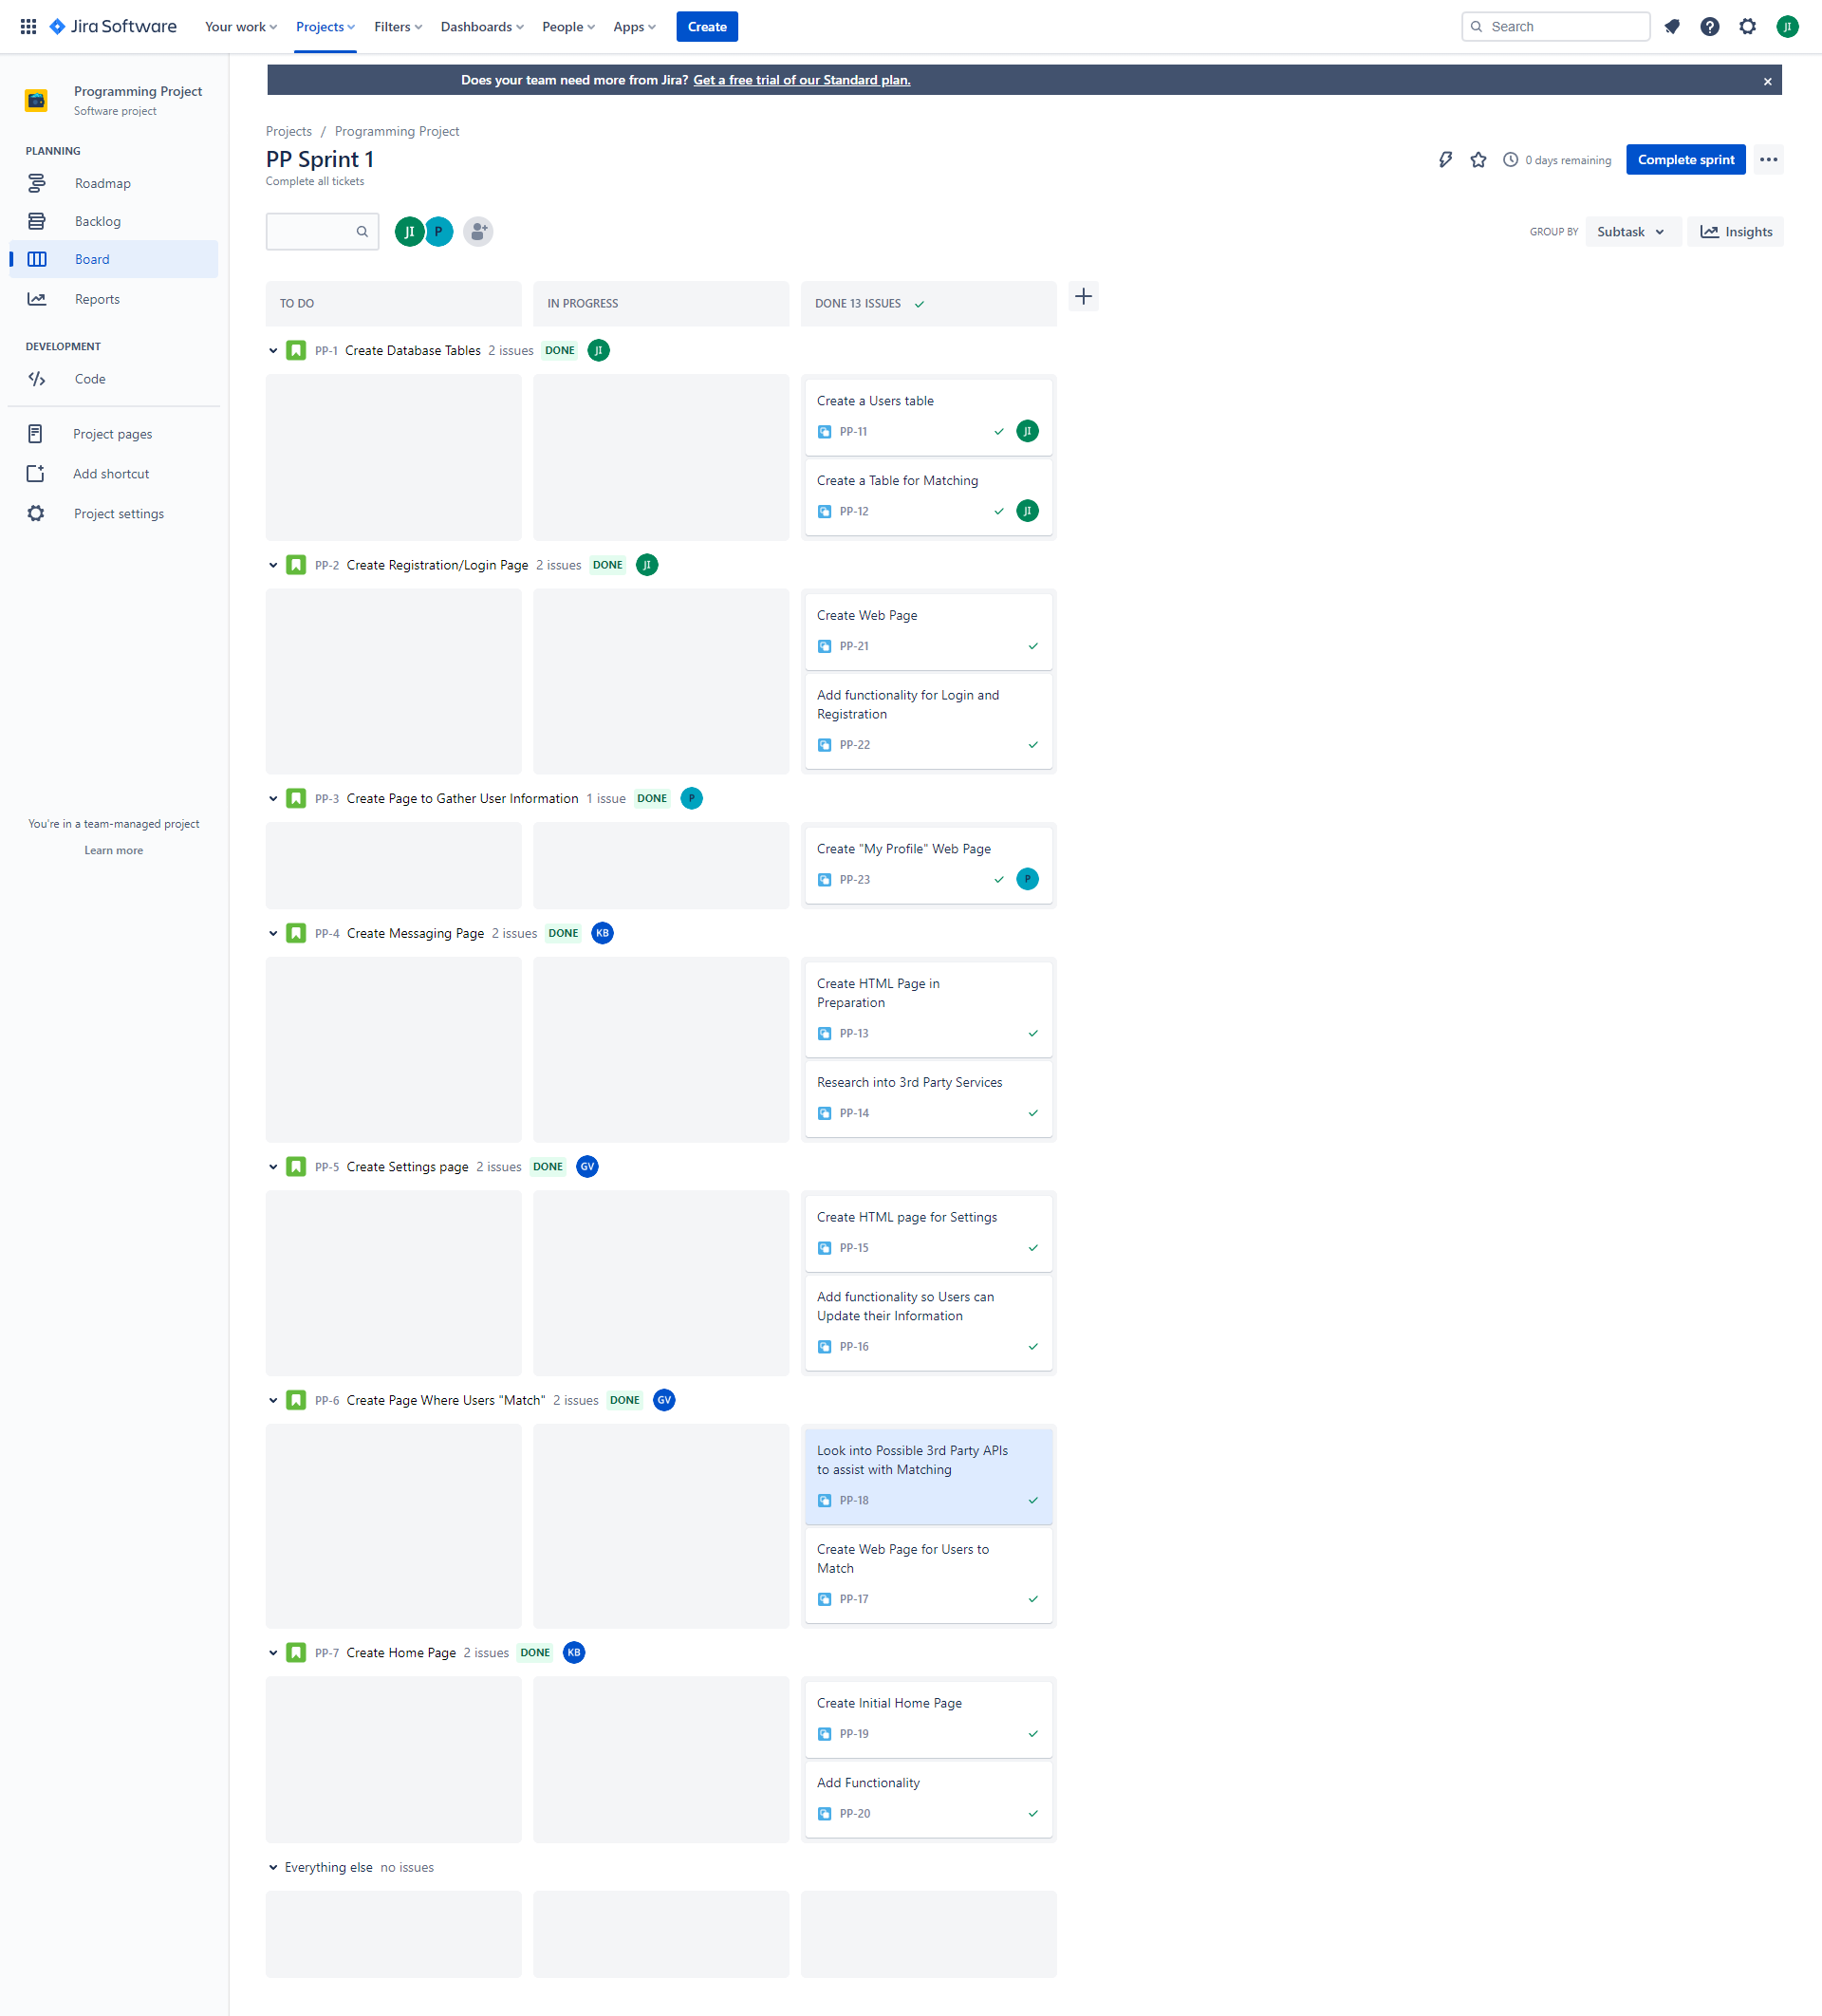 Jira Software
Your work Projects Filters Dashboards People Apps Create Search JI
Programming Project
Software project
PLANNING
Roadmap
Backlog
Board
Reports
DEVELOPMENT
Code
Project pages
Add shortcut
Project settings
You're in a team-managed project
Learn more
Does your team need more from Jira? Get a free trial of our Standard plan.
Projects / Programming Project
PP Sprint 1
Complete all tickets
0 days remaining Complete sprint
JI P
GROUP BY Subtask Insights
TO DO IN PROGRESS DONE 13 ISSUES
PP-1 Create Database Tables 2 issues DONE JI
Create a Users table
PP-11 JI
Create a Table for Matching
PP-12 JI
PP-2 Create Registration/Login Page 2 issues DONE JI
Create Web Page
PP-21
Add functionality for Login and
Registration
PP-22
PP-3 Create Page to Gather User Information 1 issue DONE P
Create "My Profile" Web Page
PP-23 P
PP-4 Create Messaging Page 2 issues DONE KB
Create HTML Page in
Preparation
PP-13
Research into 3rd Party Services
PP-14
PP-5 Create Settings page 2 issues DONE GV
Create HTML page for Settings
PP-15
Add functionality so Users can
Update their Information
PP-16
PP-6 Create Page Where Users "Match" 2 issues DONE GV
Look into Possible 3rd Party APIs
to assist with Matching
PP-18
Create Web Page for Users to
Match
PP-17
PP-7 Create Home Page 2 issues DONE KB
Create Initial Home Page
PP-19
Add Functionality
PP-20
Everything else no issues